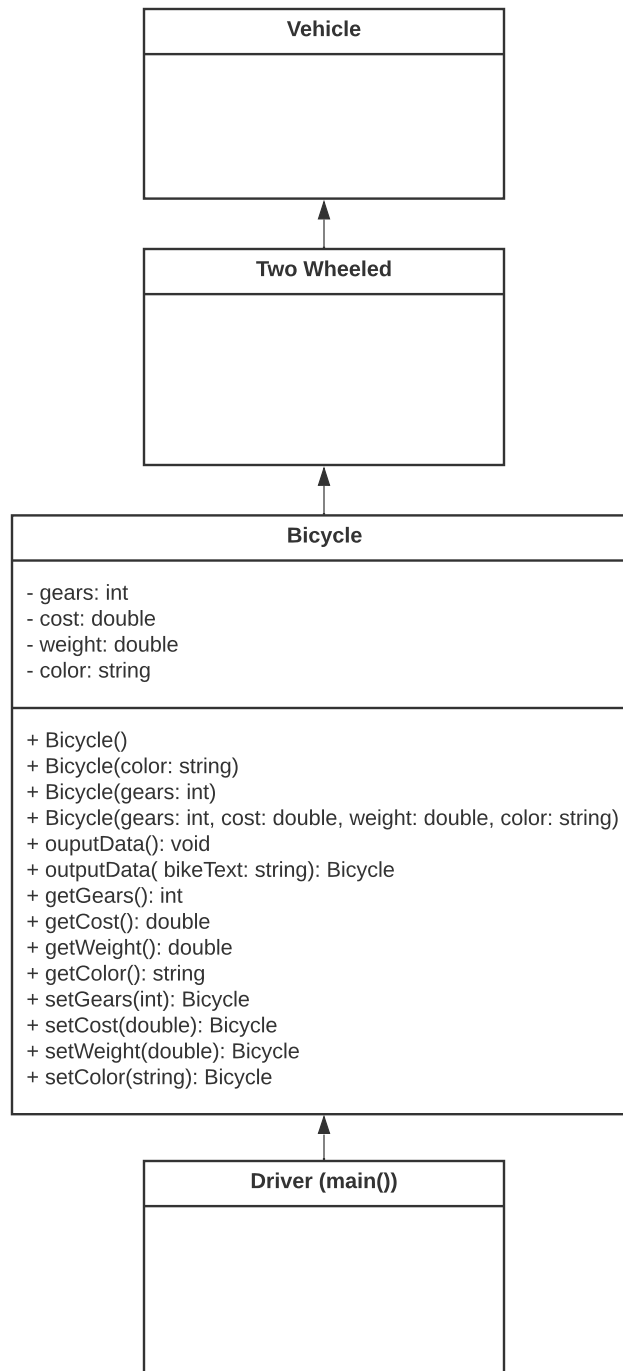 Vehicle
Two Wheeled
Bicycle
- gears: int
- cost: double
- weight: double
- color: string
+ Bicycle()
+ Bicycle(color: string)
+ Bicycle(gears: int)
+ Bicycle(gears: int, cost: double, weight: double, color: string)
+ ouputData(): void
+ outputData( bikeText: string): Bicycle
+ getGears(): int
+ getCost(): double
+ getWeight(): double
+ getColor(): string
+ setGears(int): Bicycle
+ setCost(double): Bicycle
+ setWeight(double): Bicycle
+ setColor(string): Bicycle
Driver (main())